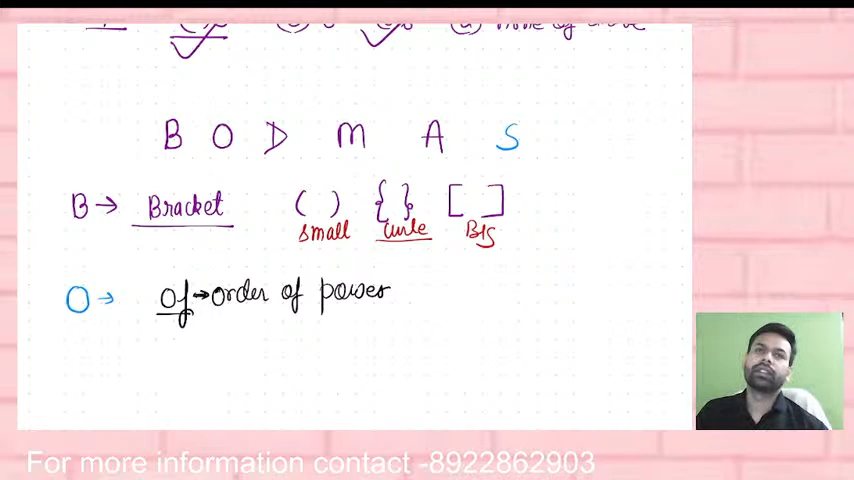 B O D M A S
B → Bracket ( ) { } [ ]
small curle Big
O → Of → order of power
For more information contact -8922862903